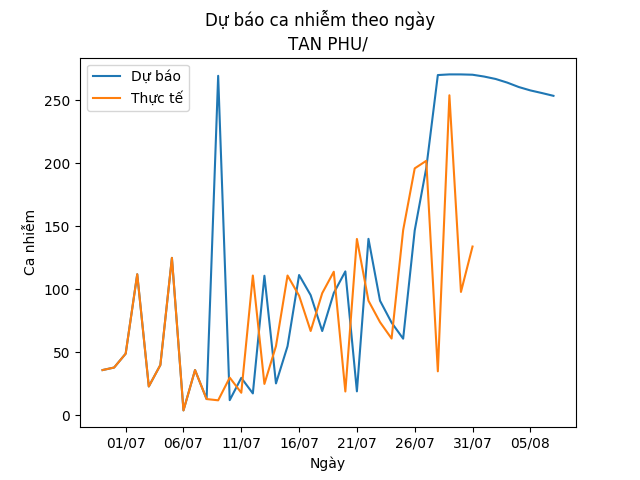 Dự báo ca nhiễm theo ngày
TAN PHU/
Dự báo
Thực tế
250
200
150
100
50
0
Ca nhiễm
01/07
06/07
11/07
16/07
21/07
26/07
31/07
05/08
Ngày